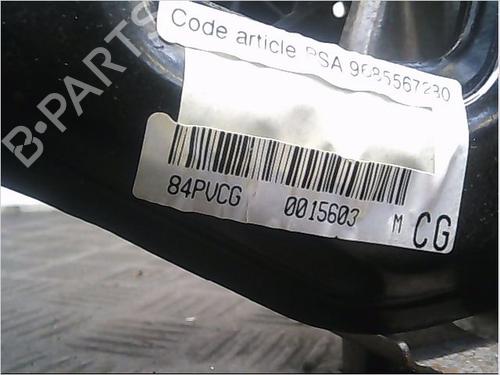 Code article PSA 9685567280
84PVCG 0015603 M CG
B-PARTS